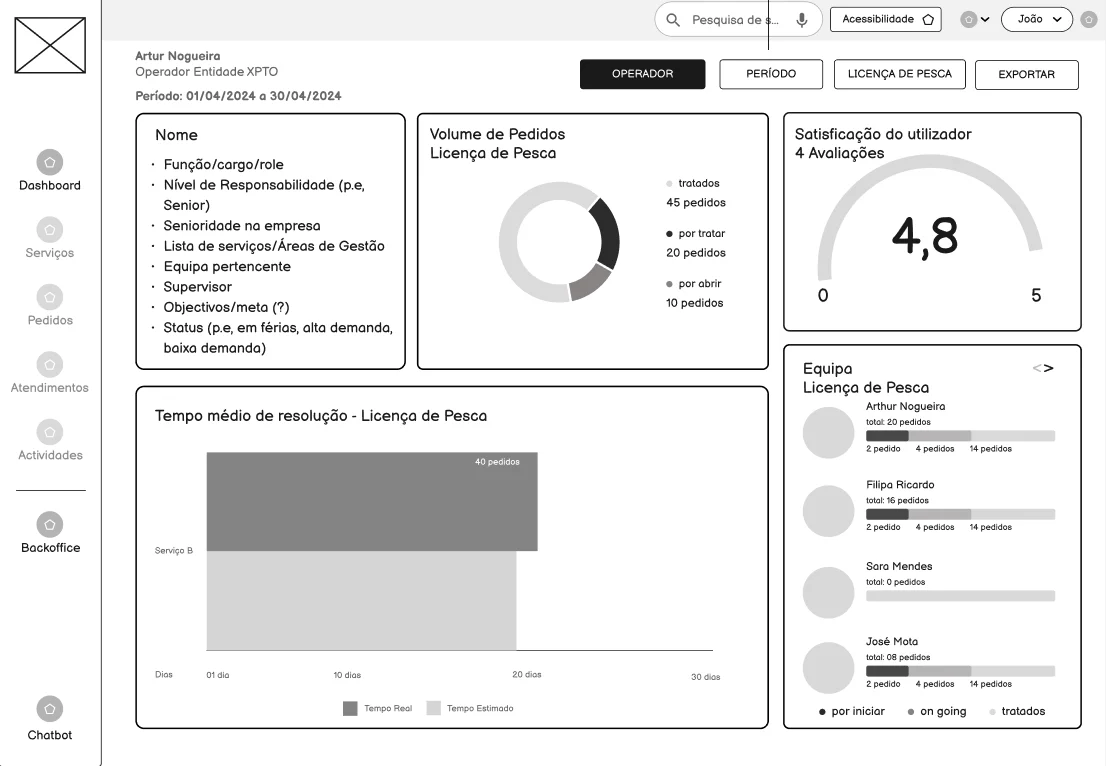 Pesquisa de s...
Acessibilidade
João
Artur Nogueira
Operador Entidade XPTO
Período: 01/04/2024 a 30/04/2024
OPERADOR
PERÍODO
LICENÇA DE PESCA
EXPORTAR
Dashboard
Serviços
Pedidos
Atendimentos
Actividades
Backoffice
Chatbot
Nome
· Função/cargo/role
· Nível de Responsabilidade (p.e,
Senior)
· Senioridade na empresa
· Lista de serviços/Áreas de Gestão
· Equipa pertencente
· Supervisor
· Objectivos/meta (?)
· Status (p.e, em férias, alta demanda,
baixa demanda)
Volume de Pedidos
Licença de Pesca
tratados
45 pedidos
por tratar
20 pedidos
por abrir
10 pedidos
Satisfação do utilizador
4 Avaliações
4,8
0
5
Tempo médio de resolução - Licença de Pesca
40 pedidos
Serviço B
Dias
01 dia
10 dias
20 dias
30 dias
Tempo Real
Tempo Estimado
Equipa
<>
Licença de Pesca
Arthur Nogueira
total: 20 pedidos
2 pedido
4 pedidos
14 pedidos
Filipa Ricardo
total: 16 pedidos
2 pedido
4 pedidos
14 pedidos
Sara Mendes
total: 0 pedidos
José Mota
total: 08 pedidos
2 pedido
4 pedidos
14 pedidos
por iniciar
on going
tratados